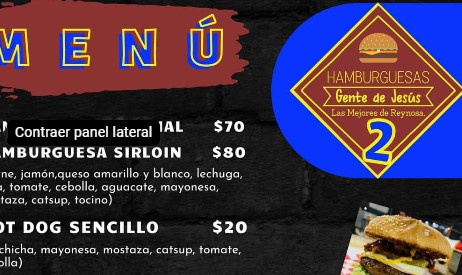 MENÚ
HAMBURGUESAS
Gente de Jesús
Las Mejores de Reynosa.
2
Contraer panel lateral
$70
AMBURGUESA SIRLOIN $80
ne, jamón,queso amarillo y blanco, lechuga,
a, tomate, cebolla, aguacate, mayonesa,
taza, catsup, tocino)
OT DOG SENCILLO $20
chicha, mayonesa, mostaza, catsup, tomate,
olla)